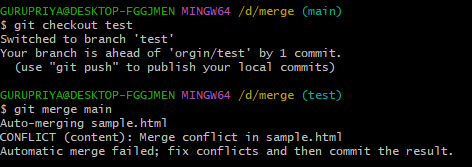 GURUPRIYA@DESKTOP-FGGJMEN MINGW64 /d/merge (main)
$ git checkout test
Switched to branch 'test'
Your branch is ahead of 'orgin/test' by 1 commit.
  (use "git push" to publish your local commits)

GURUPRIYA@DESKTOP-FGGJMEN MINGW64 /d/merge (test)
$ git merge main
Auto-merging sample.html
CONFLICT (content): Merge conflict in sample.html
Automatic merge failed; fix conflicts and then commit the result.